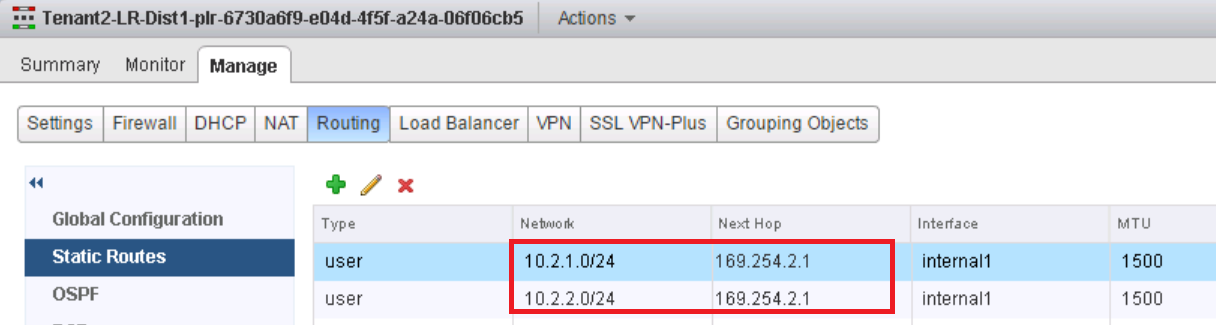 Tenant2-LR-Dist1-plr-6730a6f9-e04d-4f5f-a24a-06f06cb5 Actions
Summary Monitor Manage
Settings Firewall DHCP NAT Routing Load Balancer VPN SSL VPN-Plus Grouping Objects
Global Configuration
Static Routes
OSPF
Type Network Next Hop Interface MTU
user 10.2.1.0/24 169.254.2.1 internal1 1500
user 10.2.2.0/24 169.254.2.1 internal1 1500